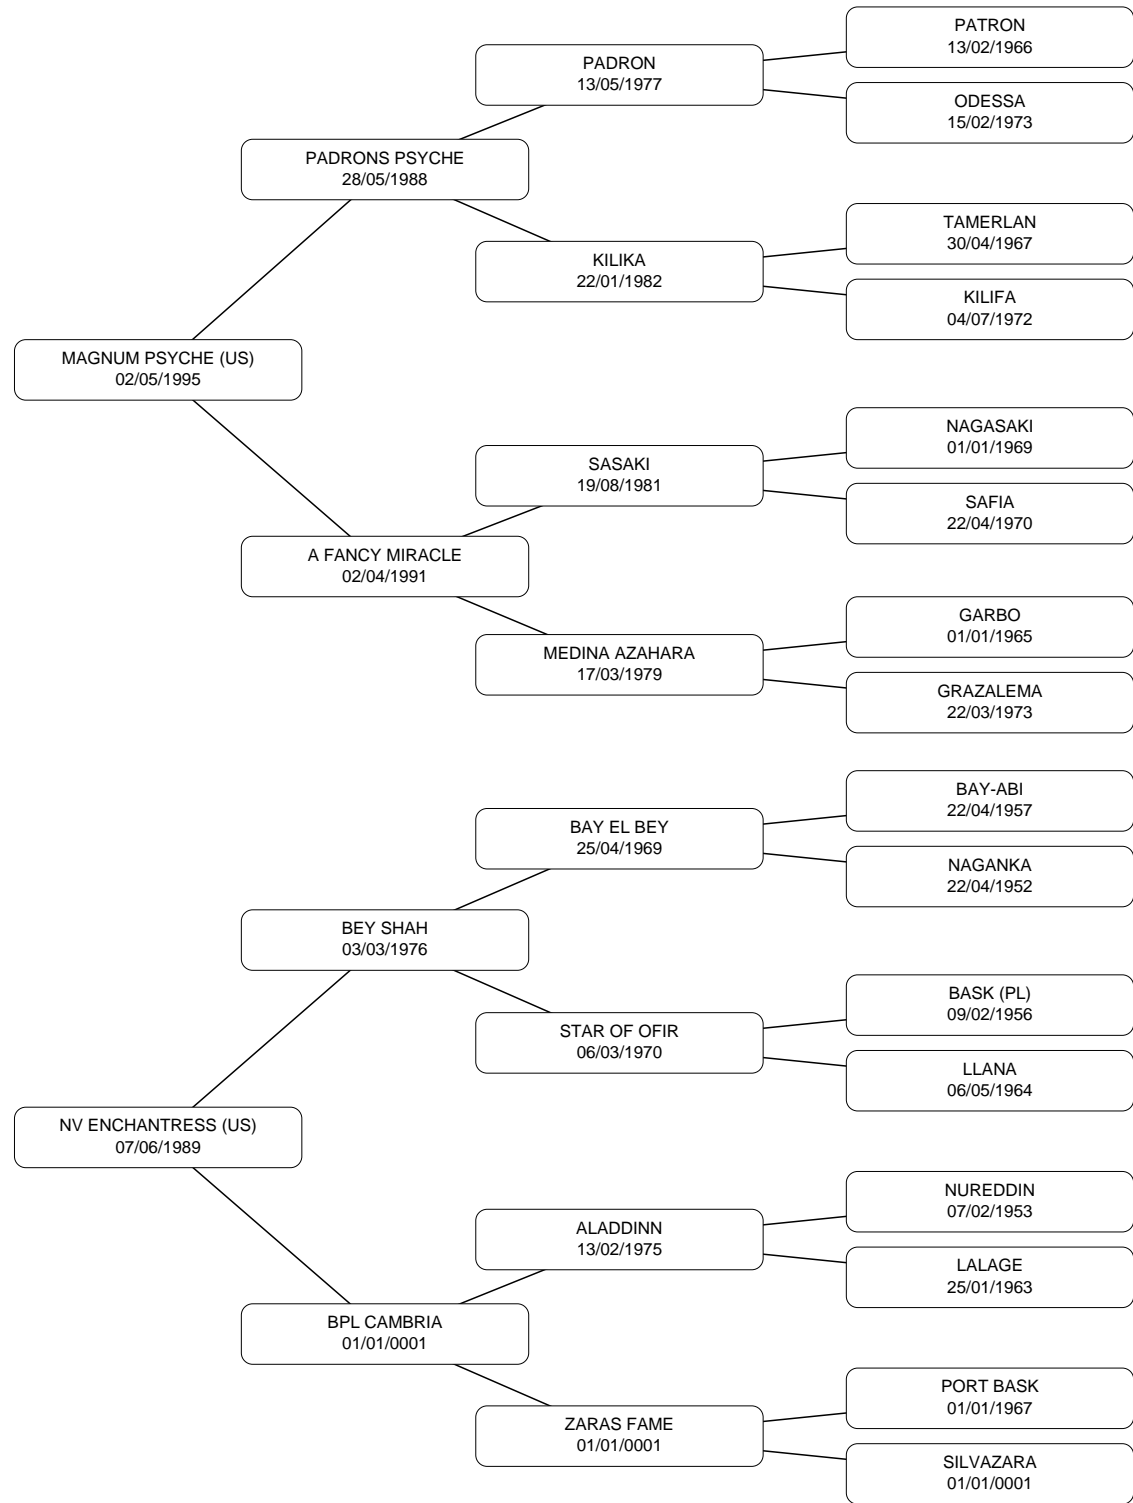 PATRON
13/02/1966
PADRON
13/05/1977
ODESSA
15/02/1973
PADRONS PSYCHE
28/05/1988
TAMERLAN
30/04/1967
KILIKA
22/01/1982
KILIFA
04/07/1972
MAGNUM PSYCHE (US)
02/05/1995
NAGASAKI
01/01/1969
SASAKI
19/08/1981
SAFIA
22/04/1970
A FANCY MIRACLE
02/04/1991
GARBO
01/01/1965
MEDINA AZAHARA
17/03/1979
GRAZALEMA
22/03/1973
BAY-ABI
22/04/1957
BAY EL BEY
25/04/1969
NAGANKA
22/04/1952
BEY SHAH
03/03/1976
BASK (PL)
09/02/1956
STAR OF OFIR
06/03/1970
LLANA
06/05/1964
NV ENCHANTRESS (US)
07/06/1989
NUREDDIN
07/02/1953
ALADDINN
13/02/1975
LALAGE
25/01/1963
BPL CAMBRIA
01/01/0001
PORT BASK
01/01/1967
ZARAS FAME
01/01/0001
SILVAZARA
01/01/0001